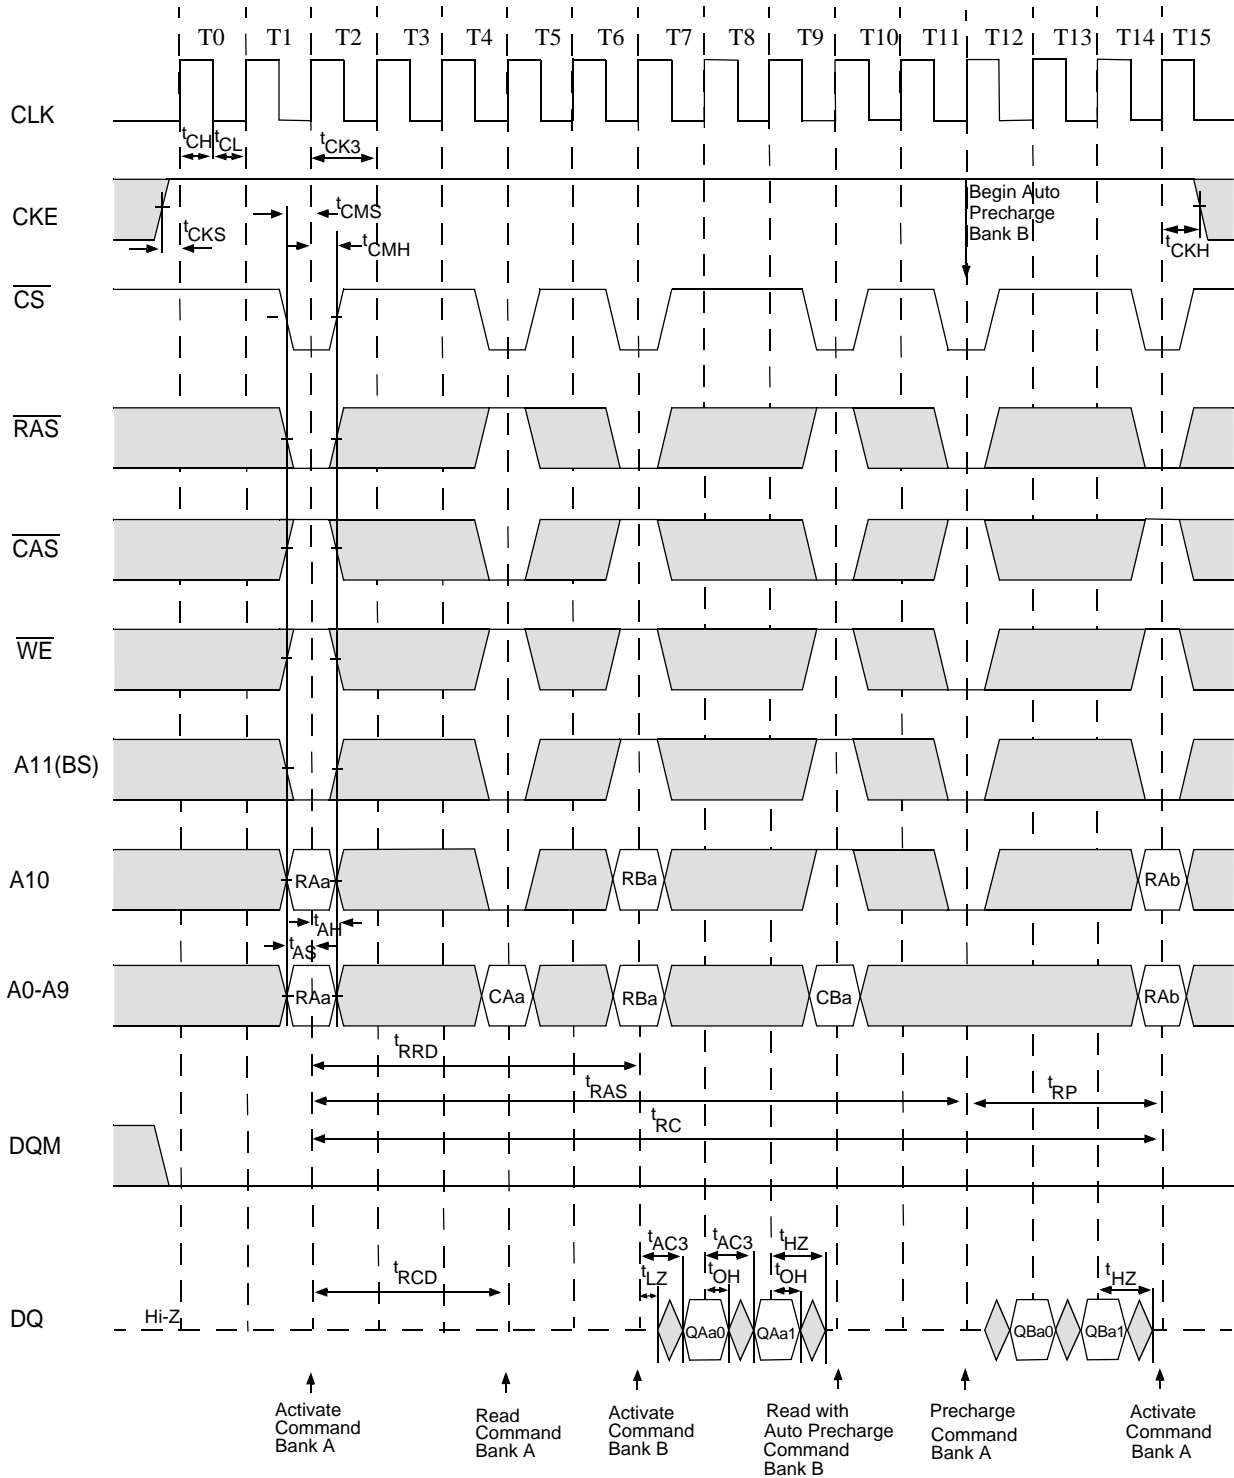 T0 T1 T2 T3 T4 T5 T6 T7 T8 T9 T10 T11 T12 T13 T14 T15
CLK
tCH tCL tCK3
CKE
tCKS
tCMS
tCMH
Begin Auto
Precharge
Bank B
tCKH
CS
RAS
CAS
WE
A11(BS)
A10
RAa RBa RAb
tAH
tAS
A0-A9
RAa CAa RBa CBa RAb
tRRD
tRAS
tRP
tRC
DQM
tAC3 tAC3 tHZ
tRCD
tLZ tOH tOH tHZ
DQ
Hi-Z
QAa0 QAa1 QBa0 QBa1
Activate
Command
Bank A
Read
Command
Bank A
Activate
Command
Bank B
Read with
Auto Precharge
Command
Bank B
Precharge
Command
Bank A
Activate
Command
Bank A